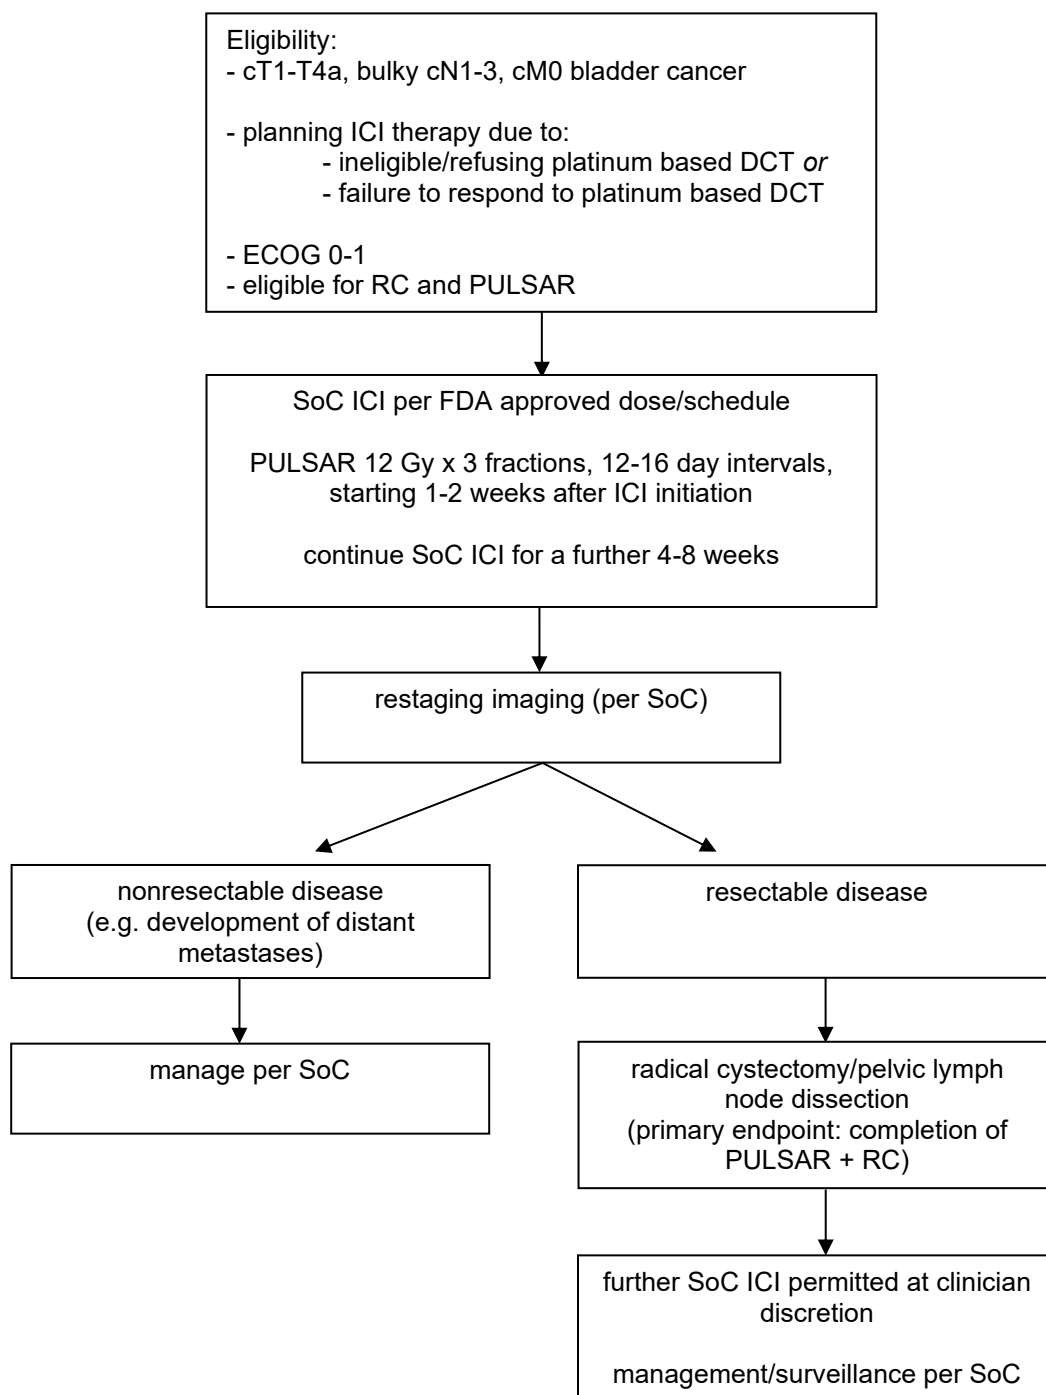 Eligibility:
- cT1-T4a, bulky cN1-3, cM0 bladder cancer
- planning ICI therapy due to:
- ineligible/refusing platinum based DCT or
- failure to respond to platinum based DCT
- ECOG 0-1
- eligible for RC and PULSAR
SoC ICI per FDA approved dose/schedule
PULSAR 12 Gy x 3 fractions, 12-16 day intervals,
starting 1-2 weeks after ICI initiation
continue SoC ICI for a further 4-8 weeks
restaging imaging (per SoC)
nonresectable disease
(e.g. development of distant
metastases)
manage per SoC
resectable disease
radical cystectomy/pelvic lymph
node dissection
(primary endpoint: completion of
PULSAR + RC)
further SoC ICI permitted at clinician
discretion
management/surveillance per SoC